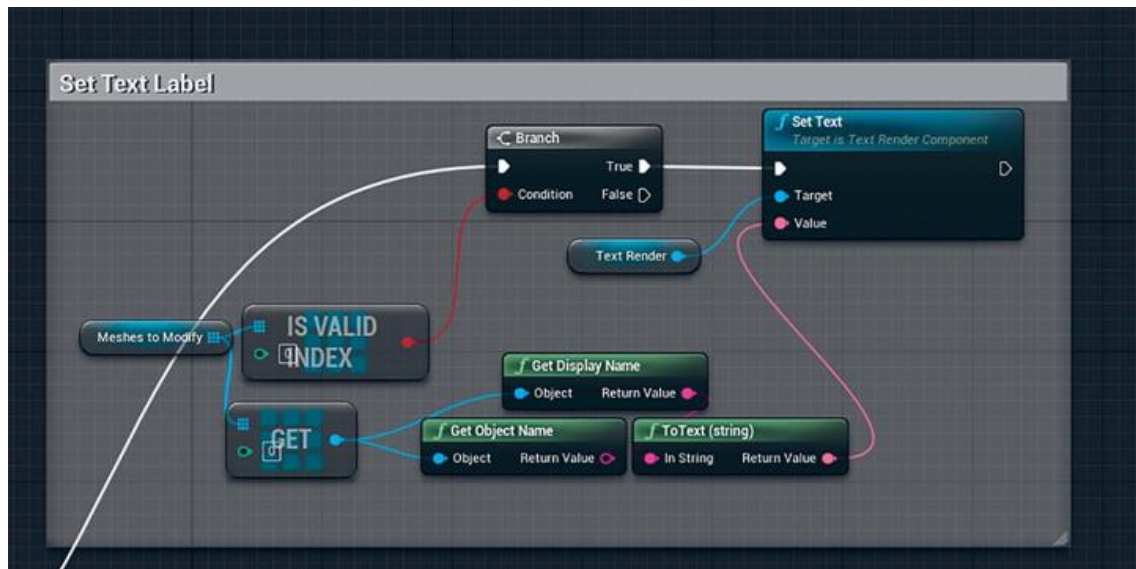 Set Text Label
Branch
True
Condition
False
Set Text
Target is Text Render Component
Target
Value
Text Render
Meshes to Modify
IS VALID
INDEX
0
GET
0
Get Display Name
Object
Return Value
Get Object Name
Object
Return Value
ToText (string)
In String
Return Value